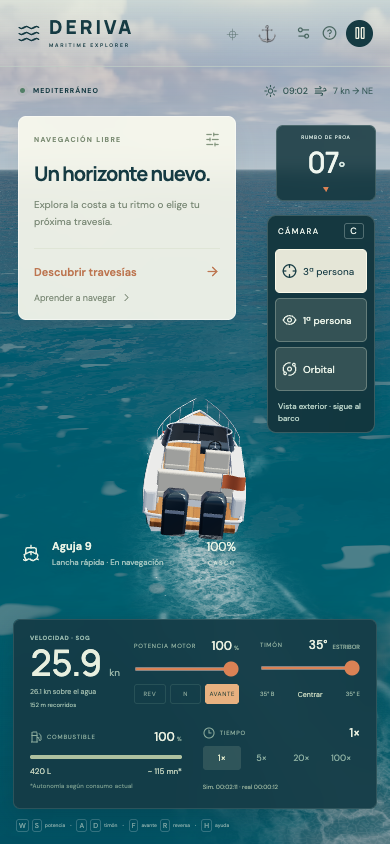 DERIVA
MARITIME EXPLORER
MEDITERRÁNEO
09:02 7 kn → NE
NAVEGACIÓN LIBRE
Un horizonte nuevo.
Explora la costa a tu ritmo o elige tu
próxima travesía.
Descubrir travesías →
Aprender a navegar
RUMBO DE PROA
07°
CÁMARA C
3ª persona
1ª persona
Orbital
Vista exterior · sigue al
barco
Aguja 9
Lancha rápida · En navegación
100%
CASCO
VELOCIDAD · SOG
25.9 kn
26.1 kn sobre el agua
152 m recorridos
POTENCIA MOTOR 100 %
REV N AVANTE
TIMÓN 35° ESTRIBOR
35° B Centrar 35° E
COMBUSTIBLE 100 %
420 L ~ 115 mn*
*Autonomía según consumo actual
TIEMPO 1×
1× 5× 20× 100×
Sim. 00:02:11 · real 00:00:12
W S potencia · A D timón · F avante R reversa · H ayuda